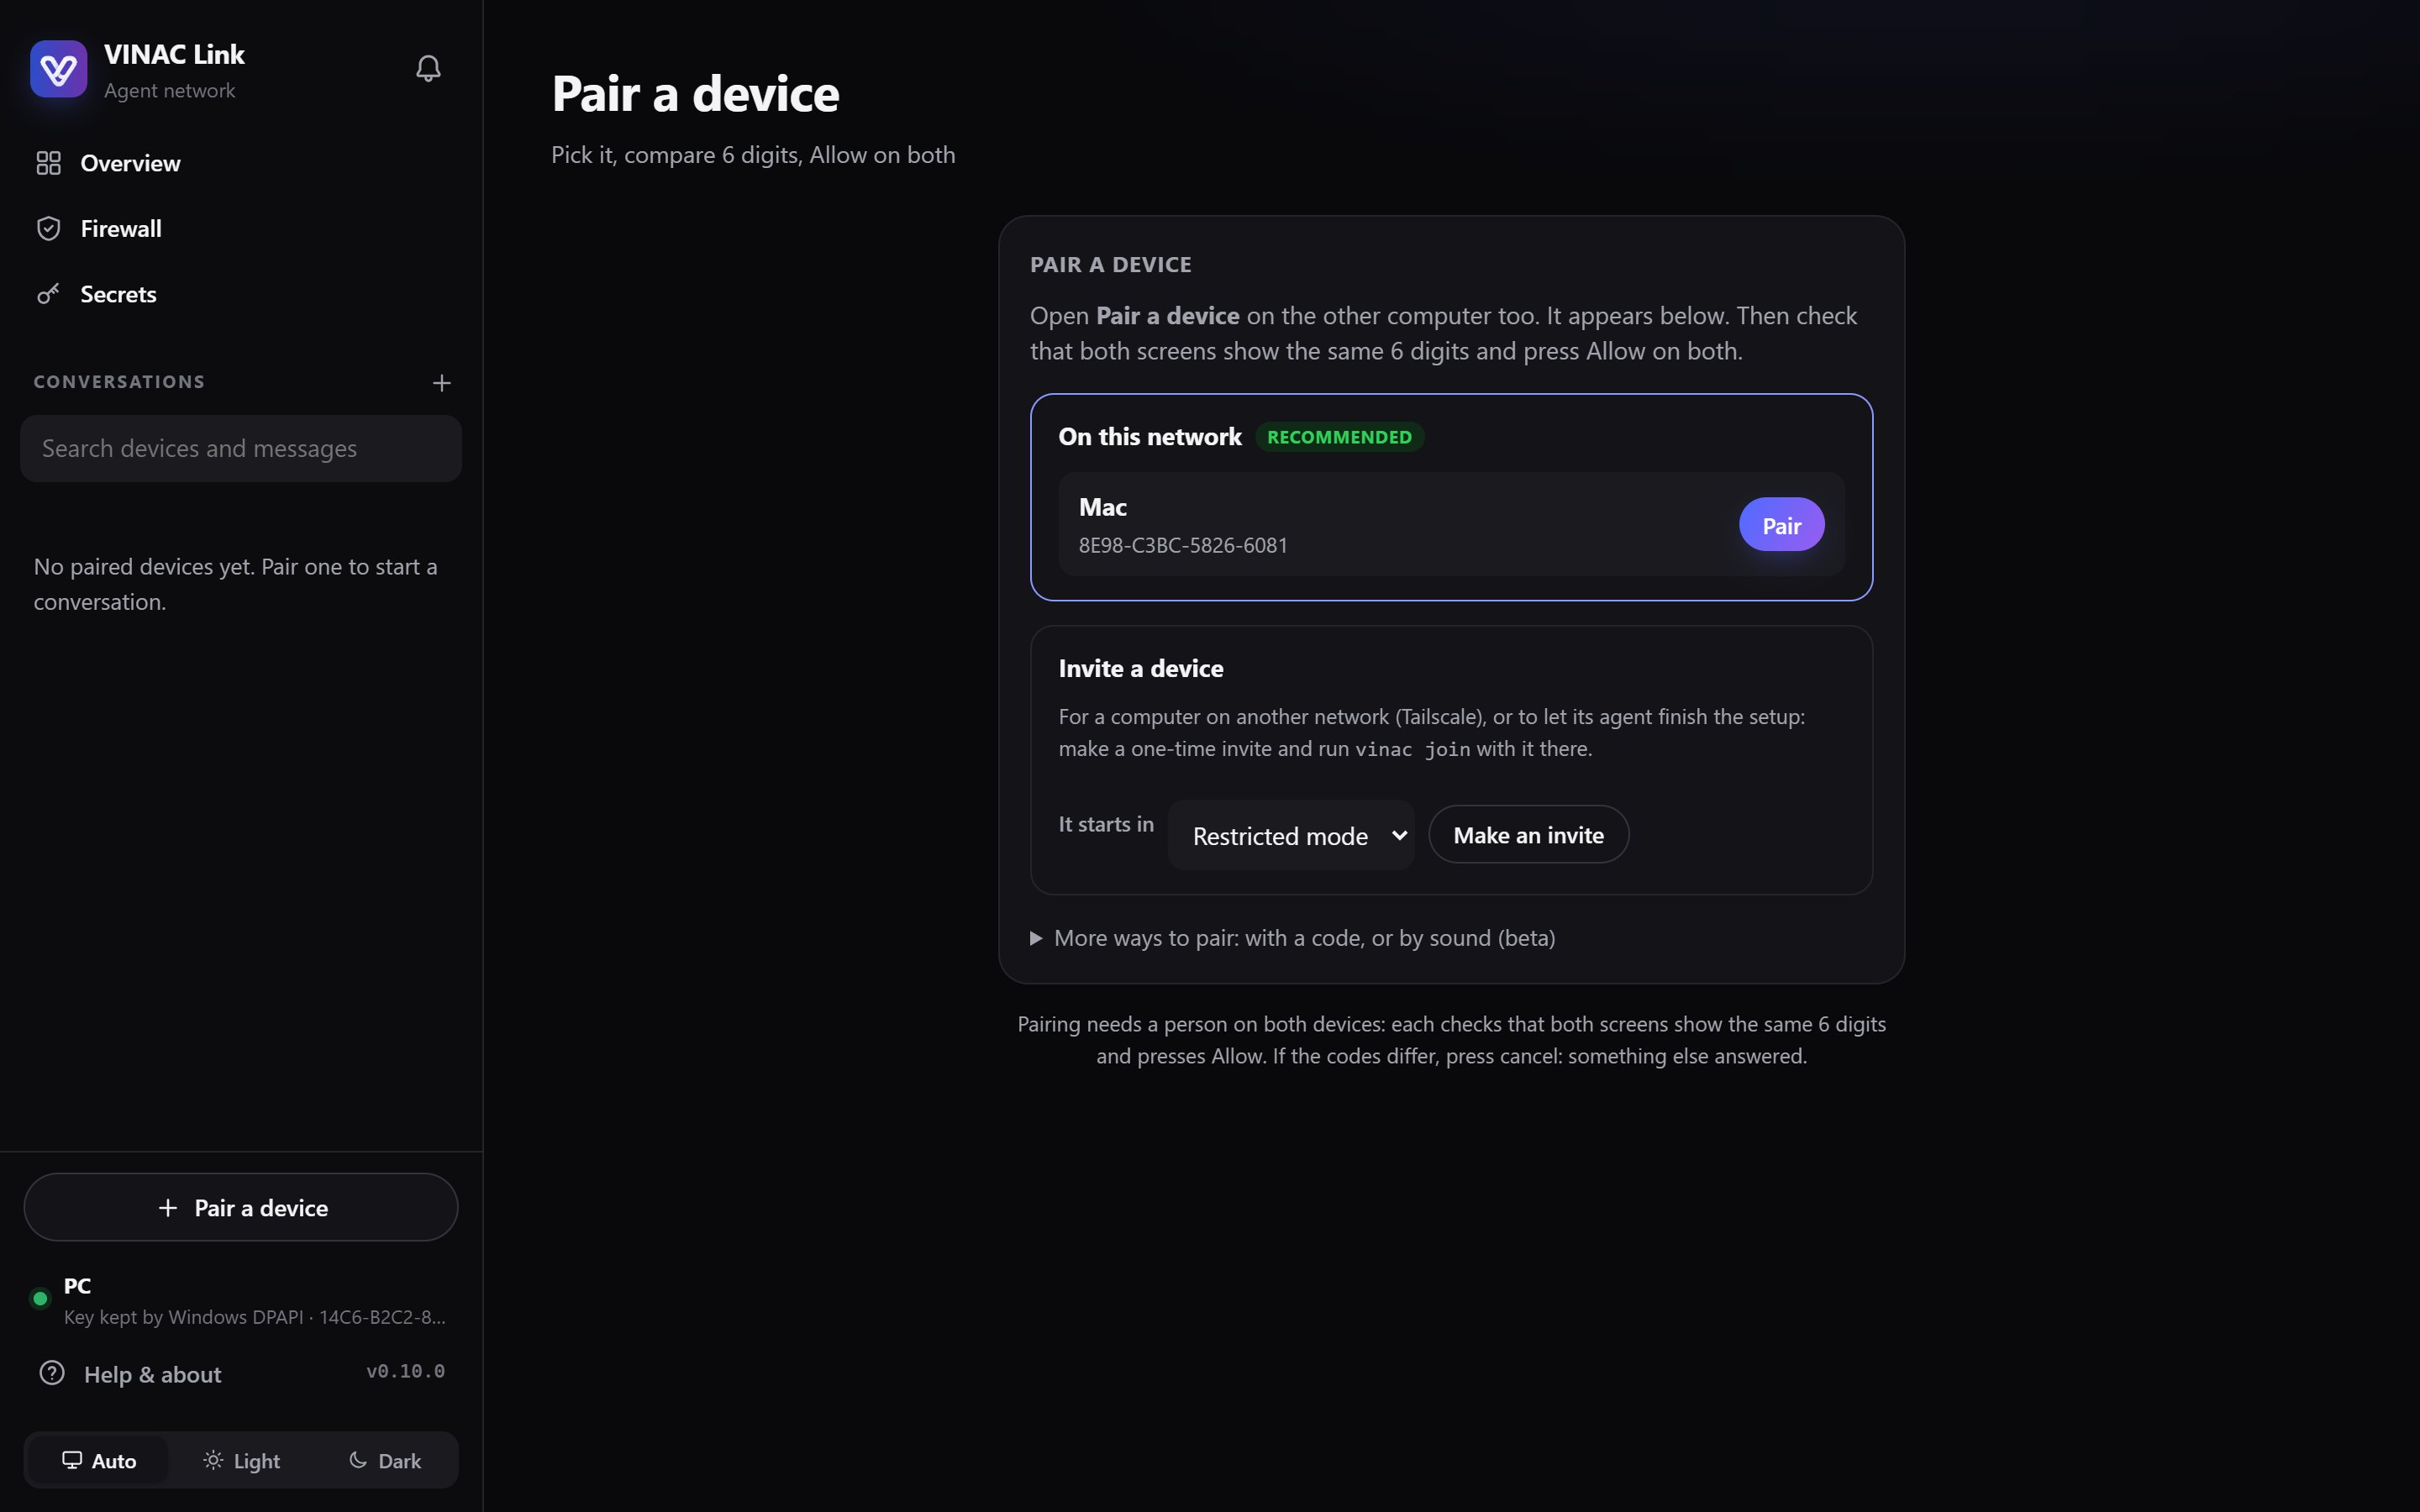 VINAC Link
Agent network
Overview
Firewall
Secrets
CONVERSATIONS
Search devices and messages
No paired devices yet. Pair one to start a
conversation.
Pair a device
PC
Key kept by Windows DPAPI · 14C6-B2C2-8...
Help & about
v0.10.0
Auto
Light
Dark
Pair a device
Pick it, compare 6 digits, Allow on both
PAIR A DEVICE
Open Pair a device on the other computer too. It appears below. Then check
that both screens show the same 6 digits and press Allow on both.
On this network
RECOMMENDED
Mac
8E98-C3BC-5826-6081
Pair
Invite a device
For a computer on another network (Tailscale), or to let its agent finish the setup:
make a one-time invite and run vinac join with it there.
It starts in
Restricted mode
Make an invite
More ways to pair: with a code, or by sound (beta)
Pairing needs a person on both devices: each checks that both screens show the same 6 digits
and presses Allow. If the codes differ, press cancel: something else answered.